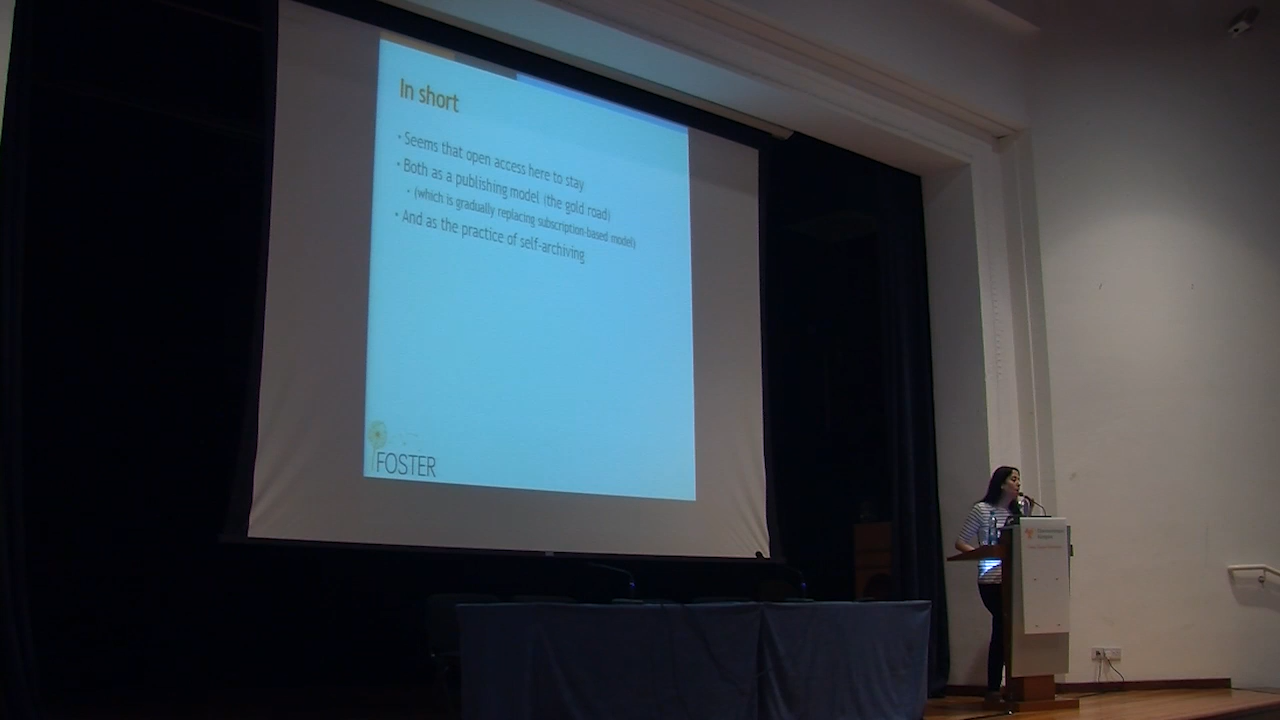 In short
• Seems that open access here to stay
• Both as a publishing model (the gold road)
• (which is gradually replacing subscription-based model)
• And as the practice of self-archiving
FOSTER